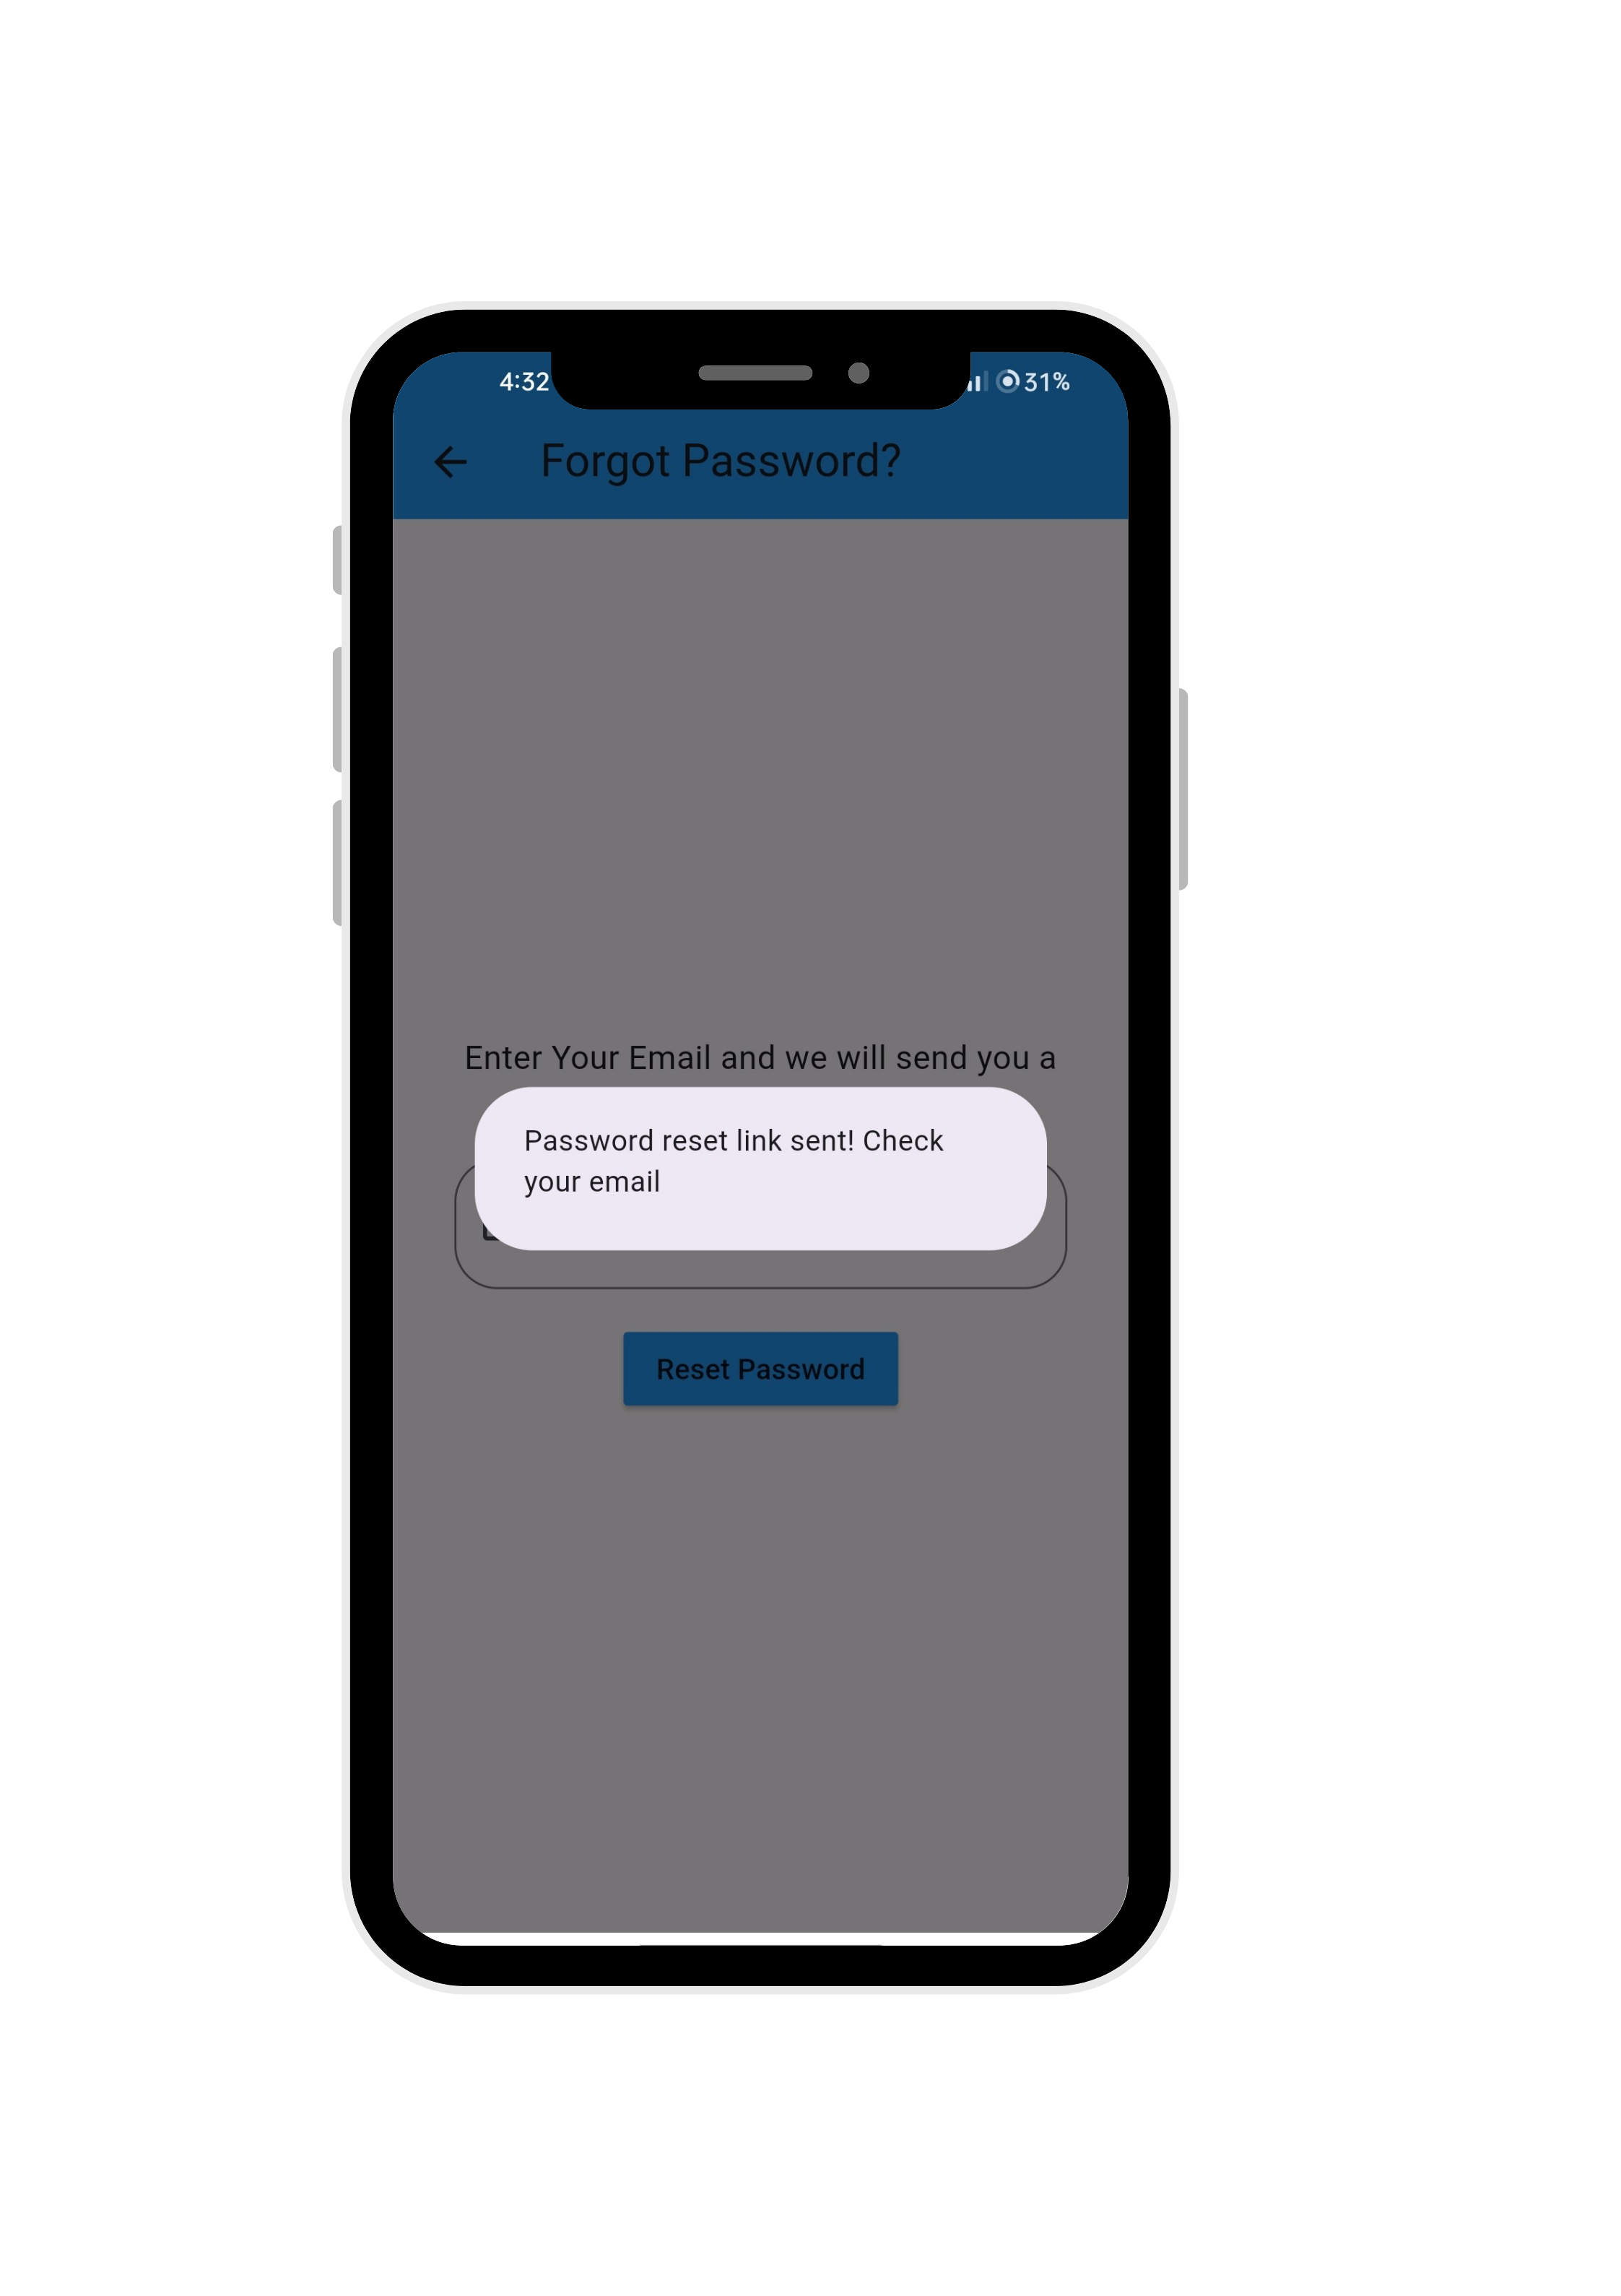 4:32
31%
Forgot Password?
Enter Your Email and we will send you a
Password reset link sent! Check
your email
Reset Password